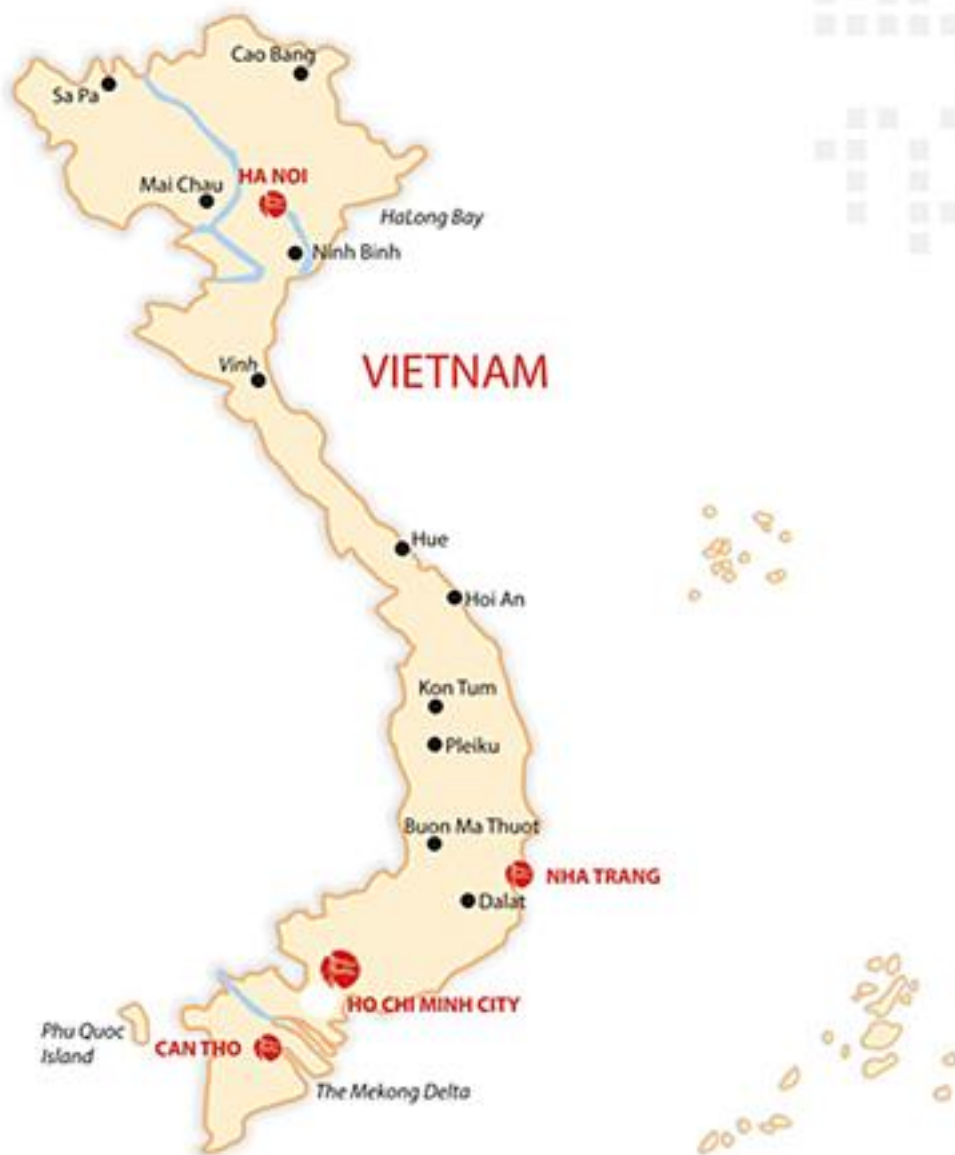 Cao Bang
Sa Pa
HA NOI
Mai Chau
HaLong Bay
Ninh Binh
Vinh
VIETNAM
Hue
Hoi An
Kon Tum
Pleiku
Buon Ma Thuot
NHA TRANG
Dalat
HO CHI MINH CITY
Phu Quoc
Island
CAN THO
The Mekong Delta